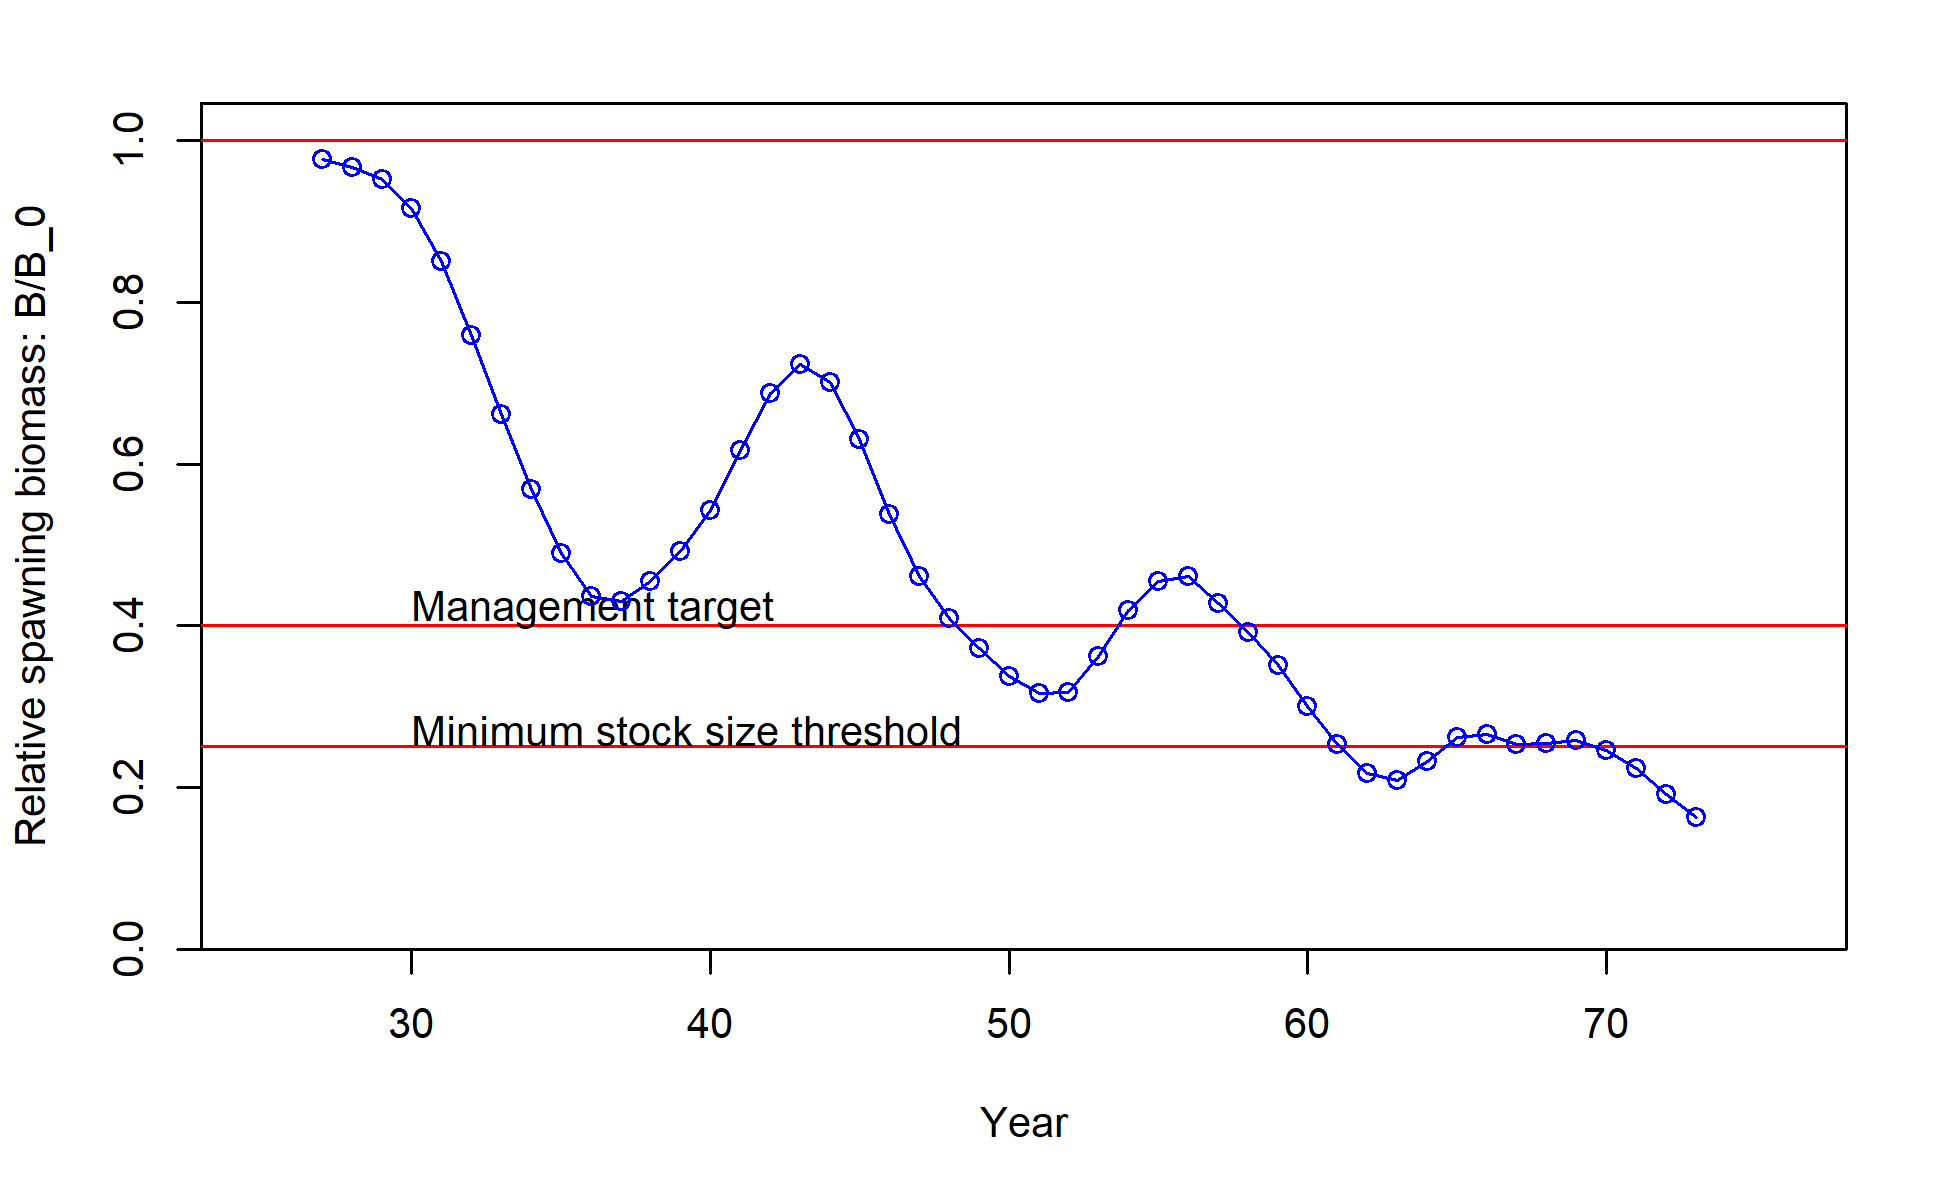 Relative spawning biomass: B/B_0
1.0
0.8
0.6
0.4
0.2
0.0
Management target
Minimum stock size threshold
30 40 50 60 70
Year